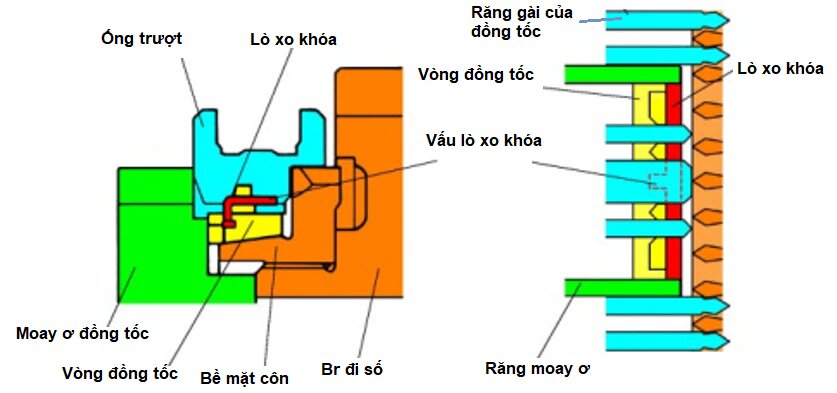 Ống trượt
Lò xo khóa
Moay ơ đồng tốc
Vòng đồng tốc
Bề mặt côn
Br đi số
Răng gài của
đồng tốc
Vòng đồng tốc
Lò xo khóa
Vấu lò xo khóa
Răng moay ơ